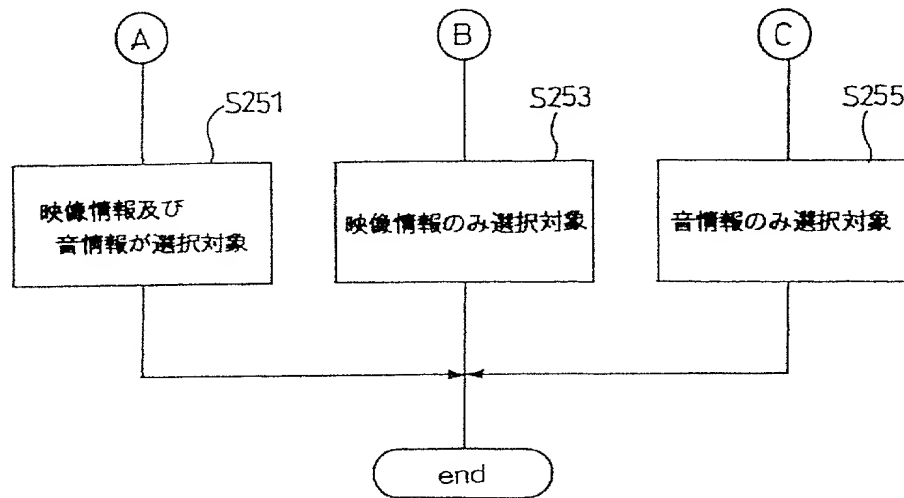 A
B
C
S251
S253
S255
映像情報及び
音情報が選択対象
映像情報のみ選択対象
音情報のみ選択対象
end